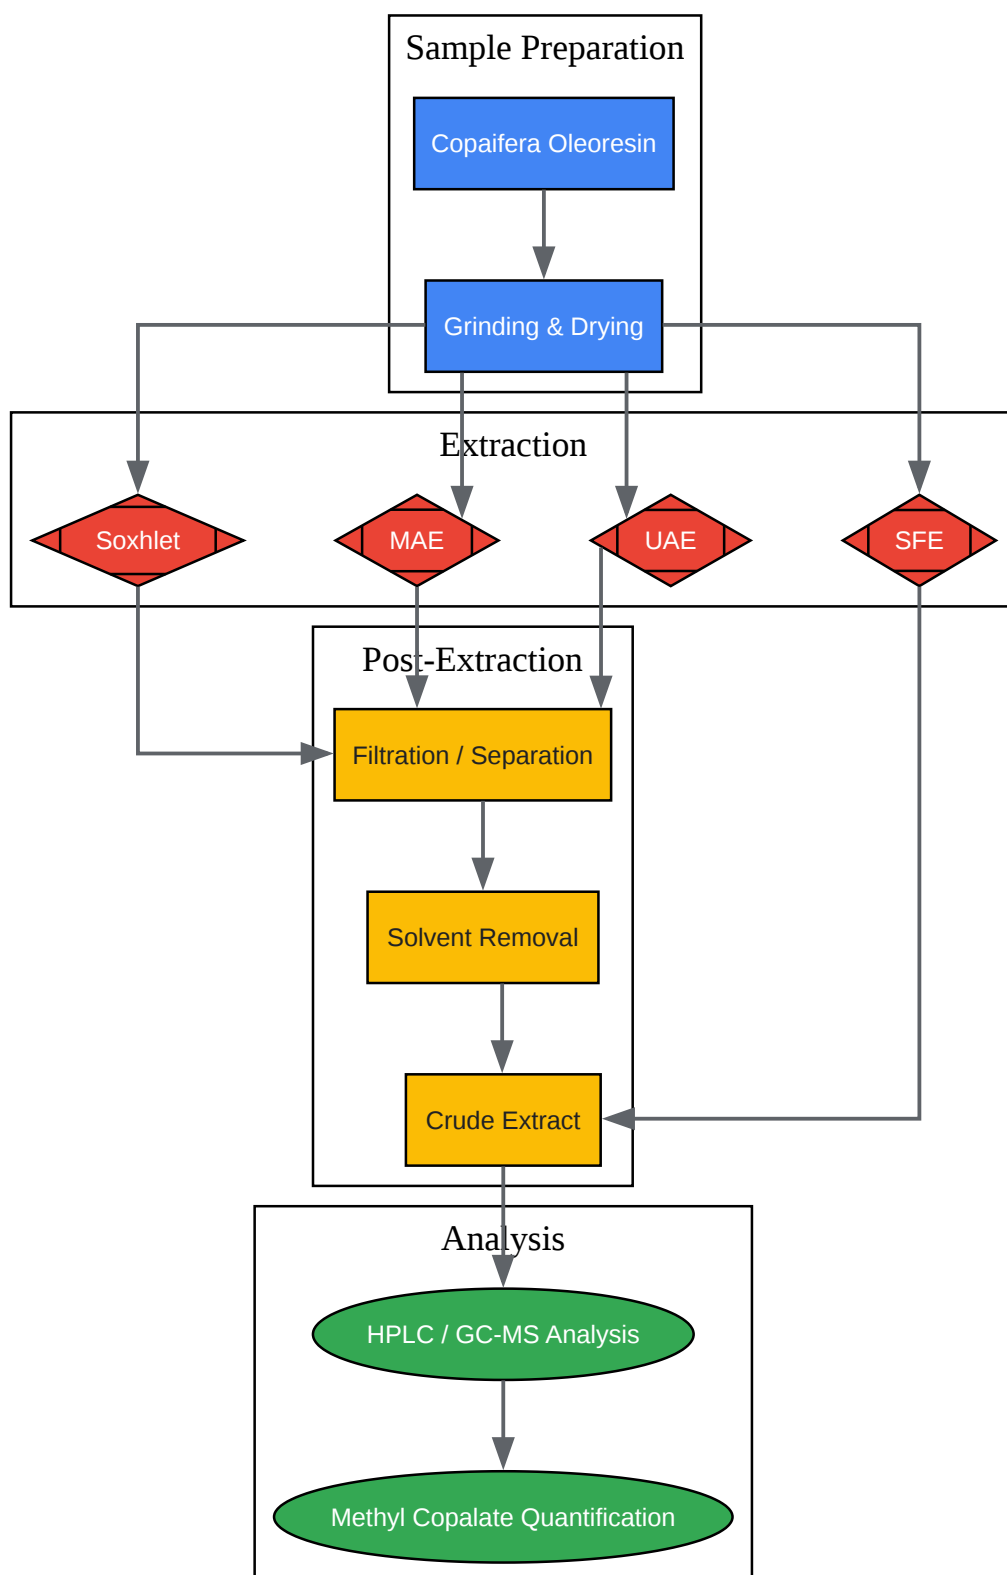 Sample Preparation
Copaifera Oleoresin
Grinding & Drying
Extraction
Soxhlet
MAE
UAE
SFE
Post-Extraction
Filtration / Separation
Solvent Removal
Crude Extract
Analysis
HPLC / GC-MS Analysis
Methyl Copalate Quantification